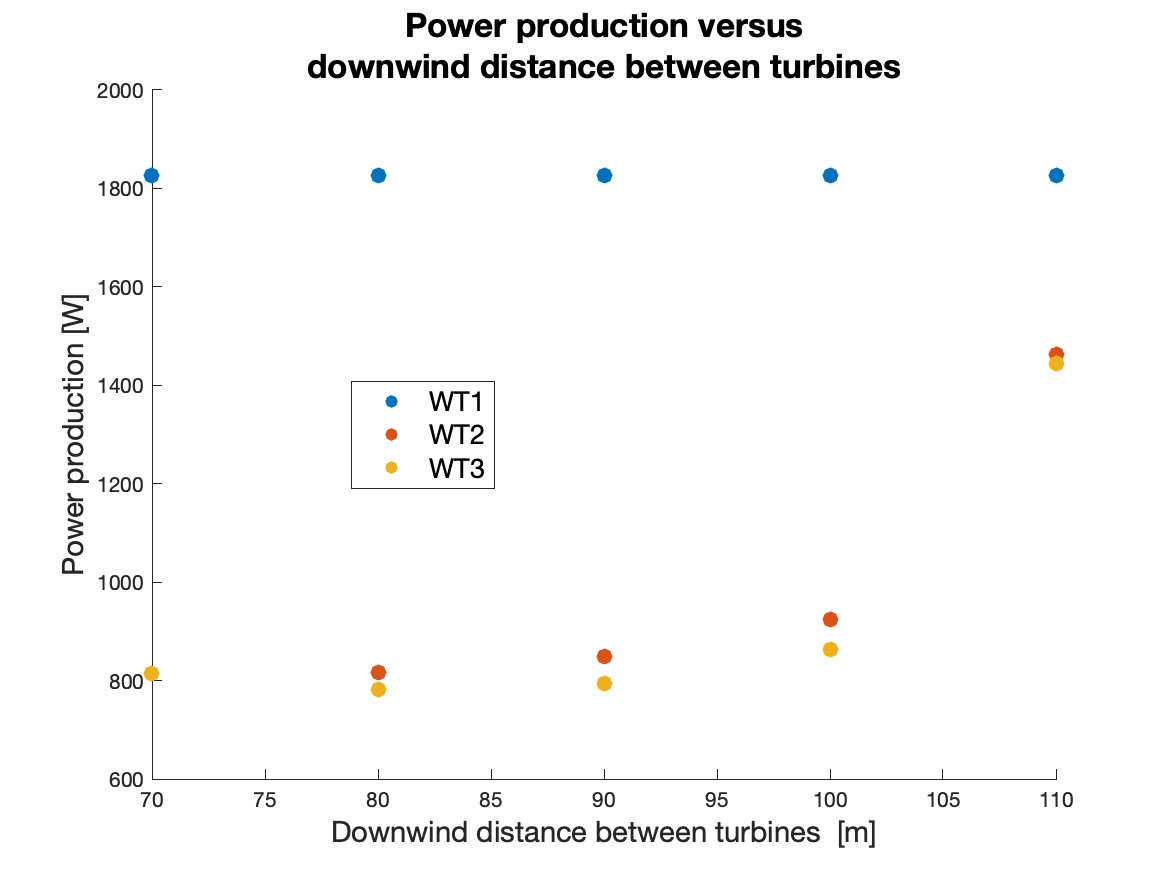 Power production versus
downwind distance between turbines
2000
1800
1600
1400
1200
1000
800
600
Power production [W]
WT1
WT2
WT3
70 75 80 85 90 95 100 105 110
Downwind distance between turbines [m]